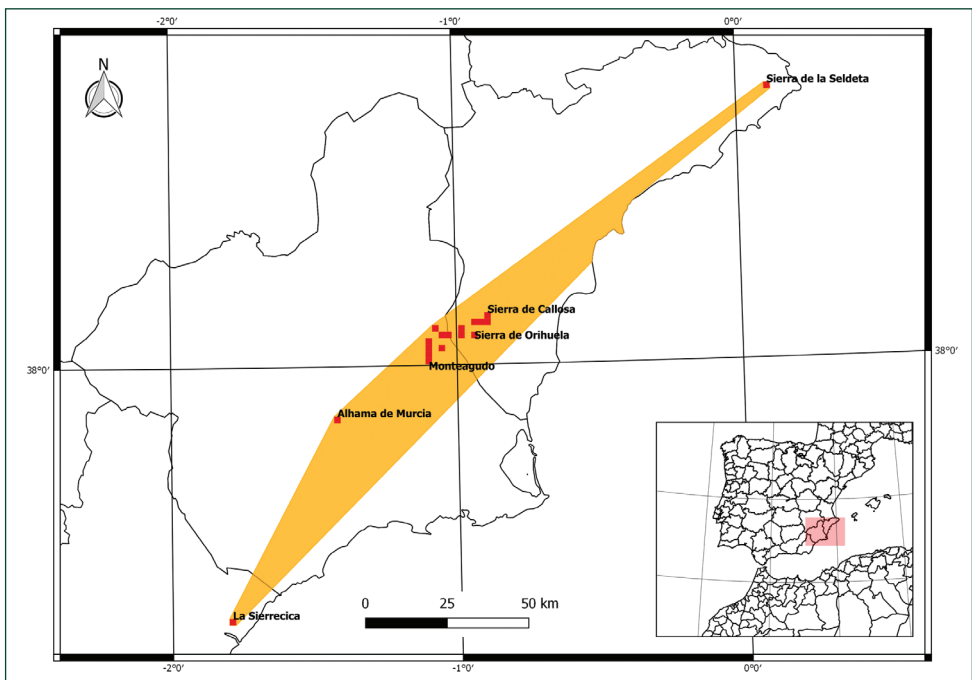 -2°0' -1°0' 0°0'
N
Sierra de la Seldeta
Sierra de Callosa
Sierra de Orihuela
Monteagudo
38°0' 38°0'
Alhama de Murcia
La Sierrecica
0 25 50 km
-2°0' -1°0' 0°0'